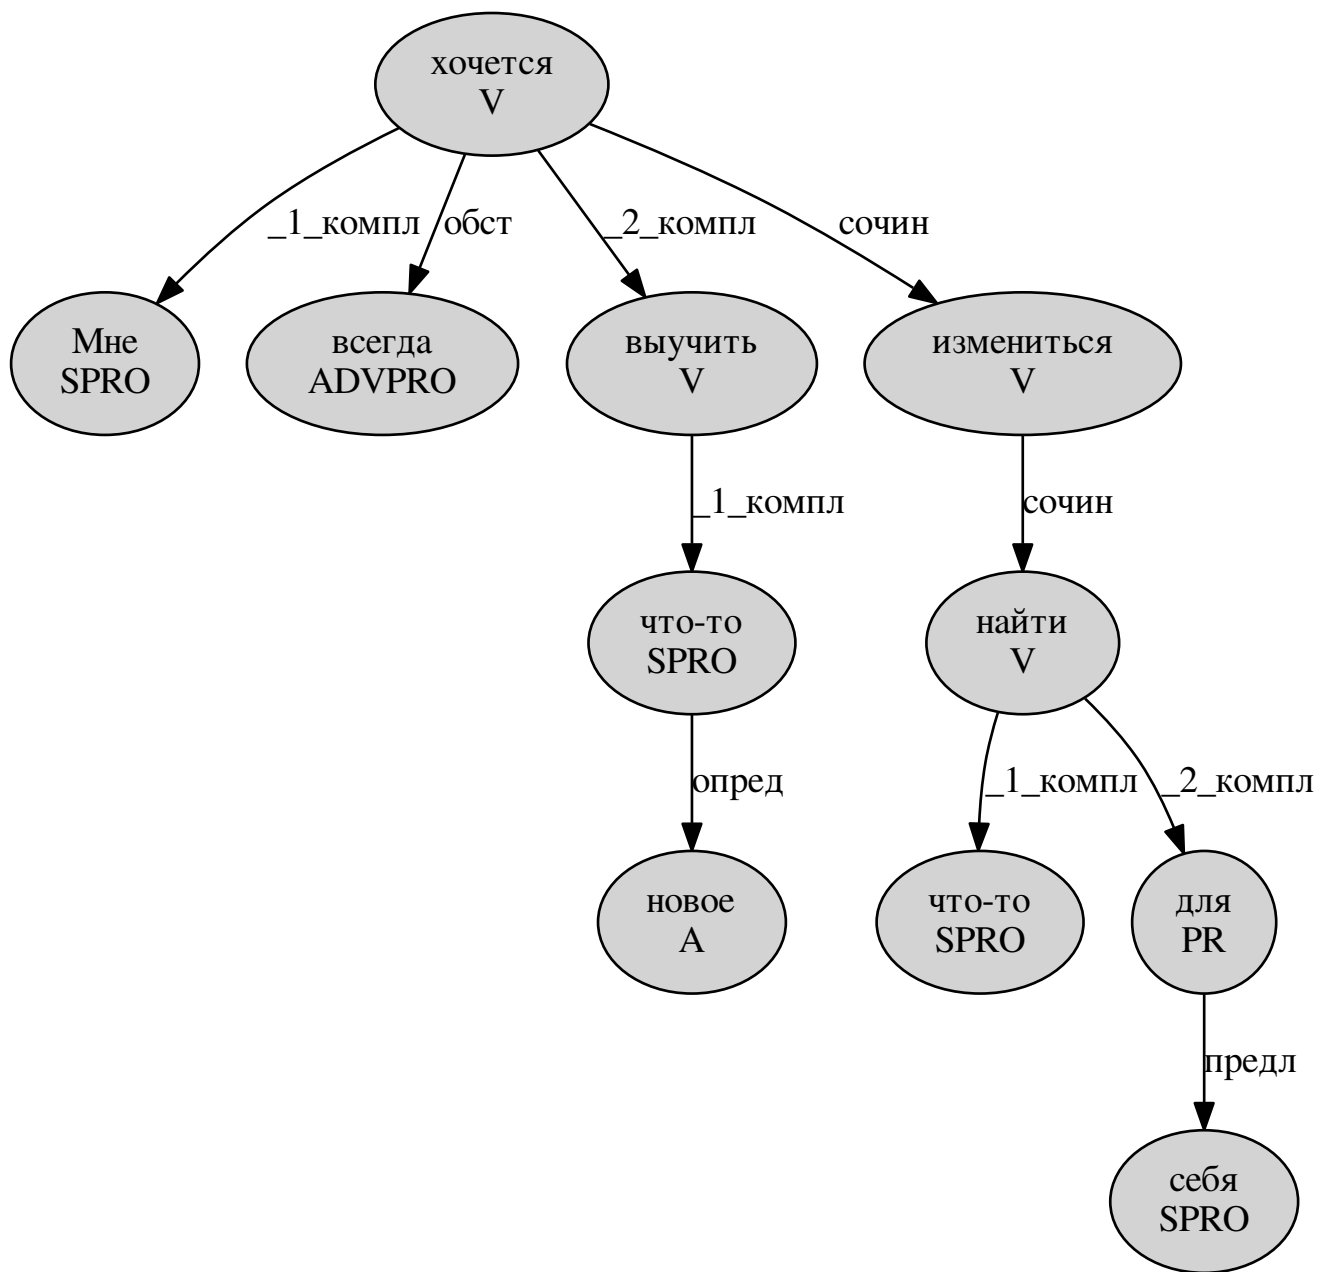 хочется
V
_1_компл
обст
_2_компл
сочин
Мне
SPRO
всегда
ADVPRO
выучить
V
измениться
V
_1_компл
сочин
что-то
SPRO
найти
V
опред
_1_компл
_2_компл
новое
A
что-то
SPRO
для
PR
предл
себя
SPRO